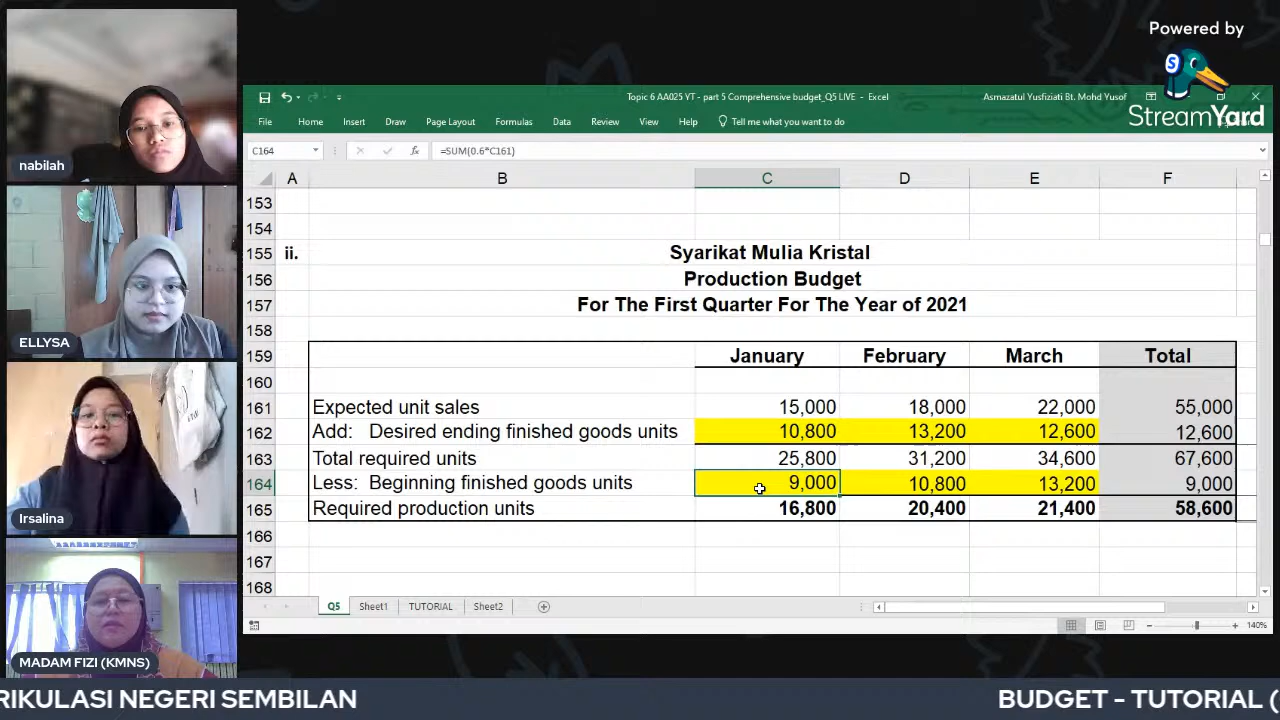 Powered by
StreamYard
nabilah
ELLYSA
Irsalina
MADAM FIZI (KMNS)
Topic 6 AA025 YT - part 5 Comprehensive budget_Q5 LIVE - Excel
Asmazatul Yusfiziati Bt. Mohd Yusof
File Home Insert Draw Page Layout Formulas Data Review View Help Tell me what you want to do
C164 fx =SUM(0.6*C161)
A B C D E F
153
154
155 ii. Syarikat Mulia Kristal
156 Production Budget
157 For The First Quarter For The Year of 2021
158
159 January February March Total
160
161 Expected unit sales 15,000 18,000 22,000 55,000
162 Add: Desired ending finished goods units 10,800 13,200 12,600 12,600
163 Total required units 25,800 31,200 34,600 67,600
164 Less: Beginning finished goods units 9,000 10,800 13,200 9,000
165 Required production units 16,800 20,400 21,400 58,600
166
167
168
Q5 Sheet1 TUTORIAL Sheet2
140%
RIKULASI NEGERI SEMBILAN
BUDGET - TUTORIAL (